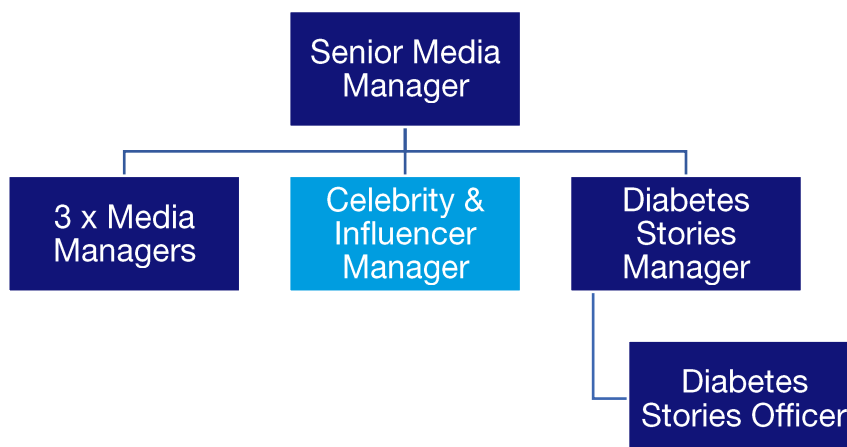 Senior Media
Manager
3 x Media
Managers
Celebrity &
Influencer
Manager
Diabetes
Stories
Manager
Diabetes
Stories Officer